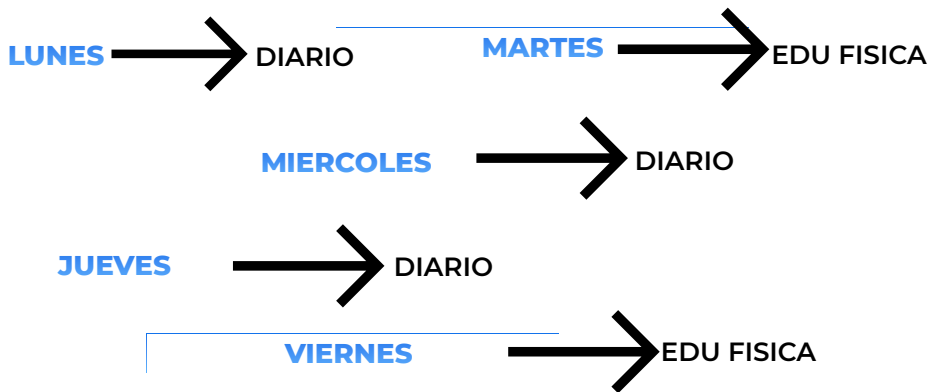 LUNES DIARIO MARTES EDU FISICA
MIERCOLES DIARIO
JUEVES DIARIO
VIERNES EDU FISICA